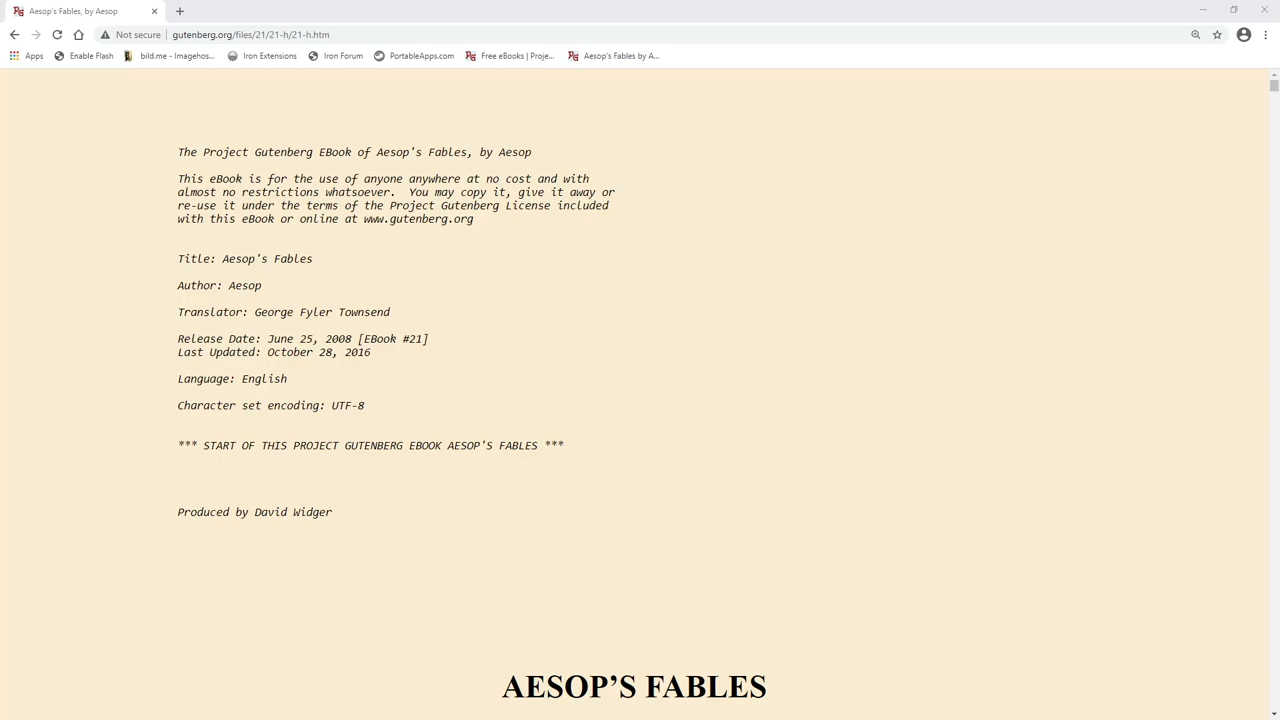 Aesop's Fables, by Aesop
Not secure
gutenberg.org/files/21/21-h/21-h.htm
Apps
Enable Flash
bild.me - Imagehos...
Iron Extensions
Iron Forum
PortableApps.com
Free eBooks | Proje...
Aesop's Fables by A...
The Project Gutenberg EBook of Aesop's Fables, by Aesop
This eBook is for the use of anyone anywhere at no cost and with
almost no restrictions whatsoever.  You may copy it, give it away or
re-use it under the terms of the Project Gutenberg License included
with this eBook or online at www.gutenberg.org
Title: Aesop's Fables
Author: Aesop
Translator: George Fyler Townsend
Release Date: June 25, 2008 [EBook #21]
Last Updated: October 28, 2016
Language: English
Character set encoding: UTF-8
*** START OF THIS PROJECT GUTENBERG EBOOK AESOP'S FABLES ***
Produced by David Widger
AESOP’S FABLES